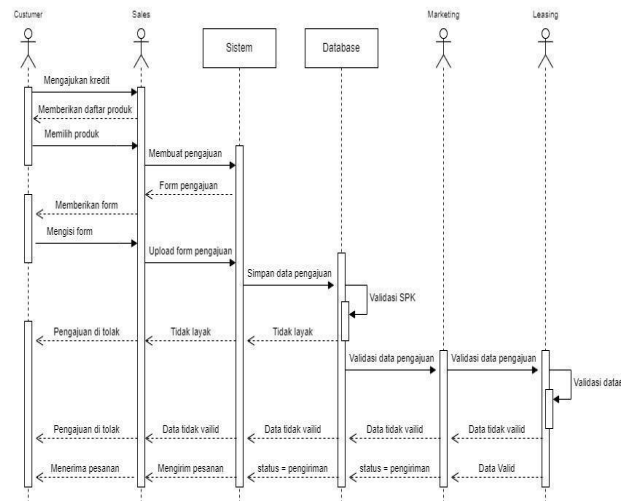 Custumer
Sales
Marketing
Leasing
Sistem
Database
Mengajukan kredit
Memberikan daftar produk
Memilih produk
Membuat pengajuan
Form pengajuan
Memberikan form
Mengisi form
Upload form pengajuan
Simpan data pengajuan
Validasi SPK
Pengajuan di tolak
Tidak layak
Tidak layak
Validasi data pengajuan
Validasi data pengajuan
Validasi datas
Pengajuan di tolak
Data tidak vailid
Data tidak vailid
Data tidak vailid
Data tidak vailid
Menerima pesanan
Mengirim pesanan
status = pengiriman
status = pengiriman
Data Valid